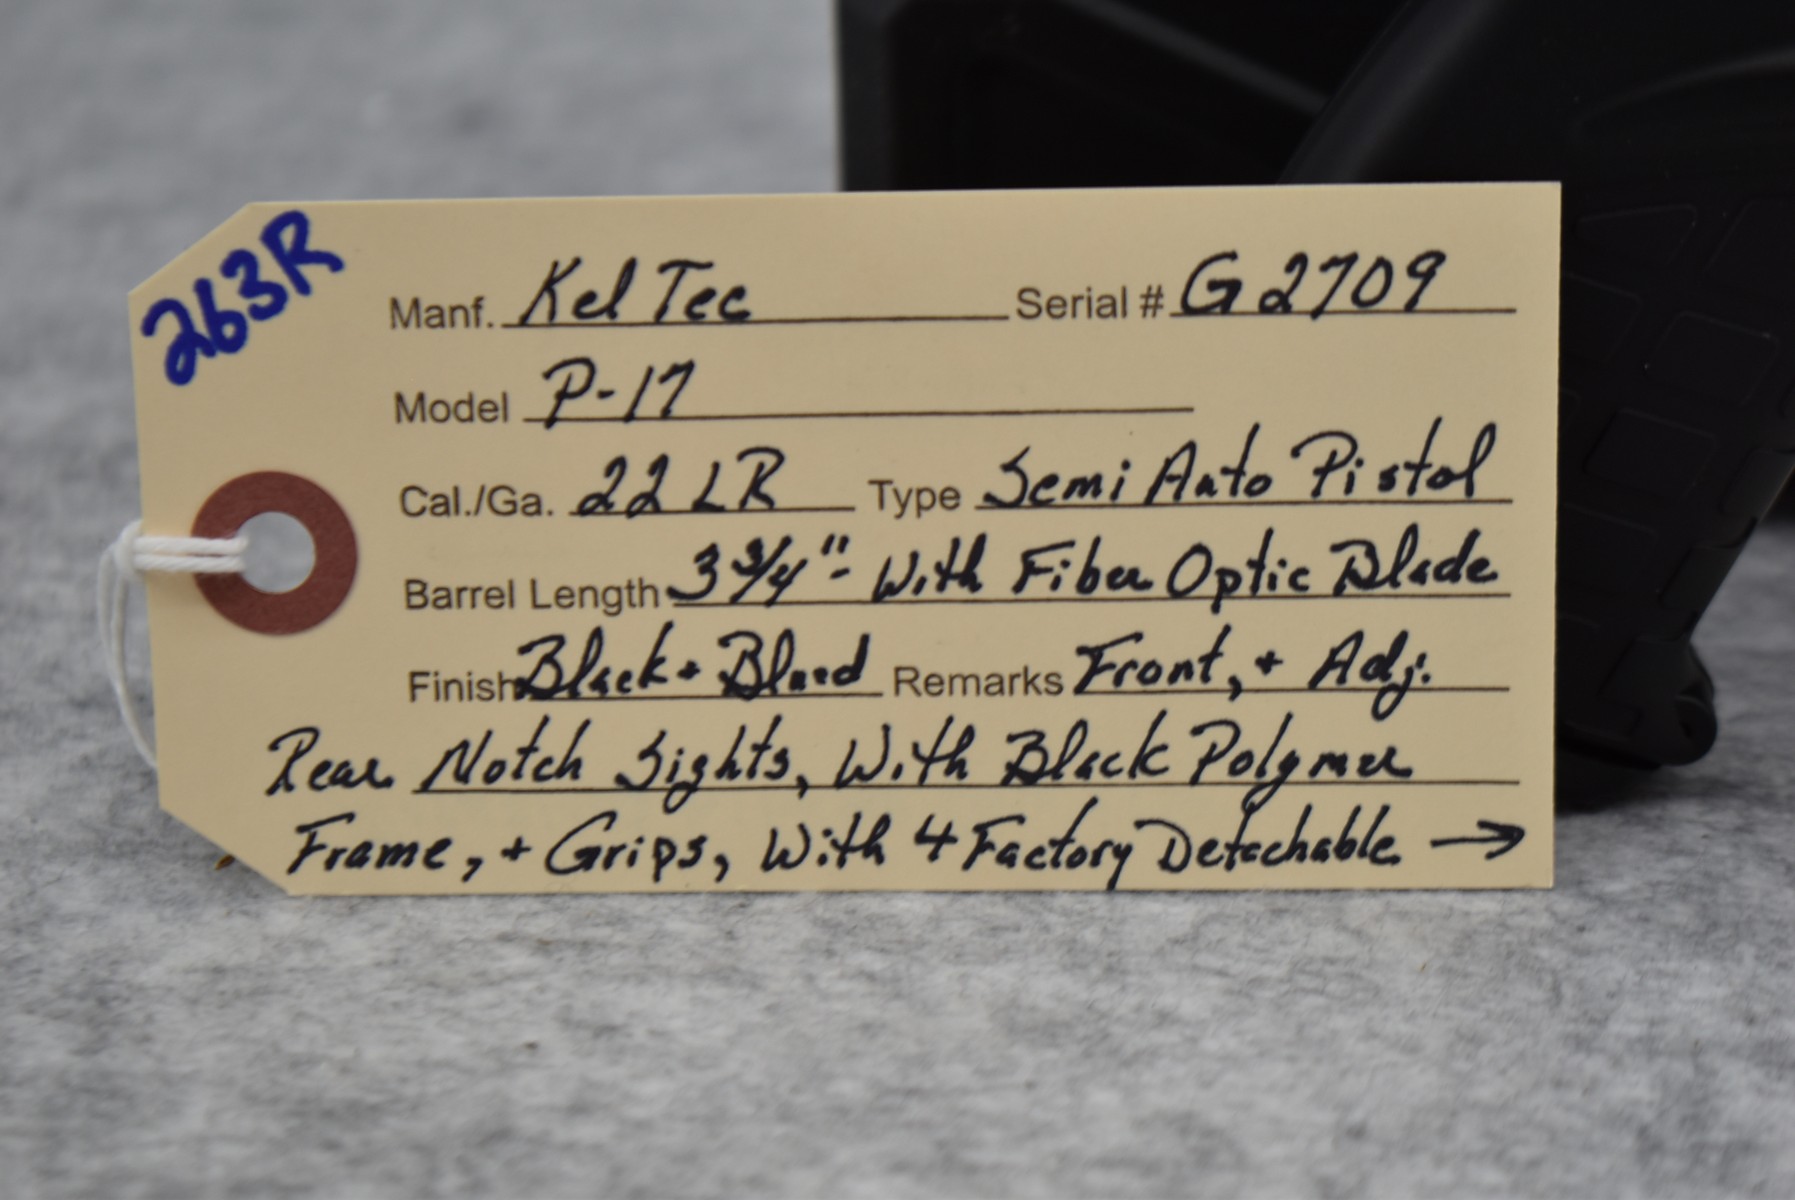 263R
Manf. Kel Tec Serial # G2709
Model P-17
Cal./Ga. 22 LR Type Semi Auto Pistol
Barrel Length 3 3/4"- With Fiber Optic Blade
Finish Black + Blued Remarks Front, + Adj.
Rear Notch Sights, With Black Polymer
Frame, + Grips, With 4 Factory Detachable →